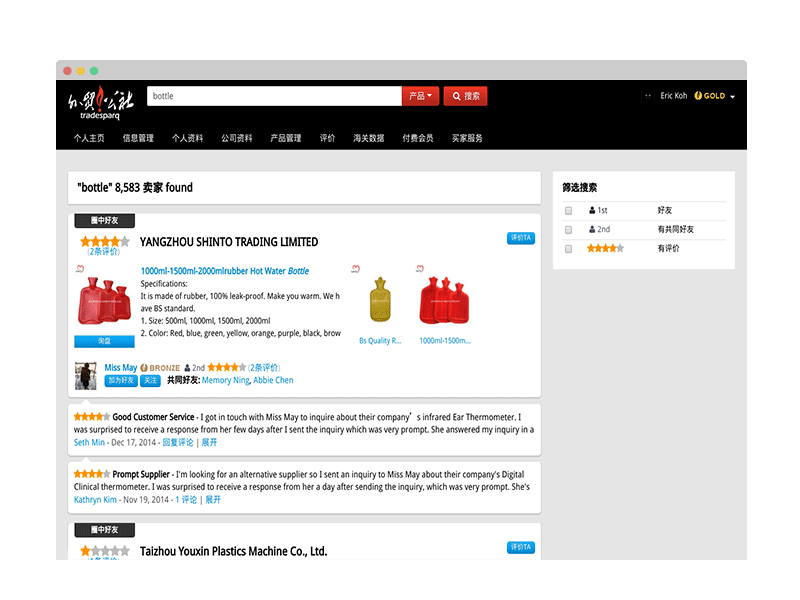 外贸公社
tradesparq
bottle
产品
搜索
Eric Koh
GOLD
个人主页 信息管理 个人资料 公司资料 产品管理 评价 海关数据 付费会员 买家服务
"bottle" 8,583 卖家 found
圈中好友
YANGZHOU SHINTO TRADING LIMITED
评价TA
(2条评价)
1000ml-1500ml-2000mlrubber Hot Water Bottle
Specifications:
It is made of rubber, 100% leak-proof. Make you warm. We h
ave BS standard.
1. Size: 500ml, 1000ml, 1500ml, 2000ml
2. Color: Red, blue, green, yellow, orange, purple, black, brow
询盘
Bs Quality R...
1000ml-1500m...
Miss May BRONZE 2nd (2条评价)
加为好友 关注 共同好友: Memory Ning, Abbie Chen
Good Customer Service - I got in touch with Miss May to inquire about their company's infrared Ear Thermometer. I
was surprised to receive a response from her few days after I sent the inquiry which was very prompt. She answered my inquiry in a
Seth Min - Dec 17, 2014 - 回复评论 | 展开
Prompt Supplier - I'm looking for an alternative supplier so I sent an inquiry to Miss May about their company's Digital
Clinical thermometer. I was surprised to receive a response from her a day after sending the inquiry, which was very prompt. She's
Kathryn Kim - Nov 19, 2014 - 1 评论 | 展开
圈中好友
Taizhou Youxin Plastics Machine Co., Ltd.
评价TA
筛选搜索
1st 好友
2nd 有共同好友
有评价